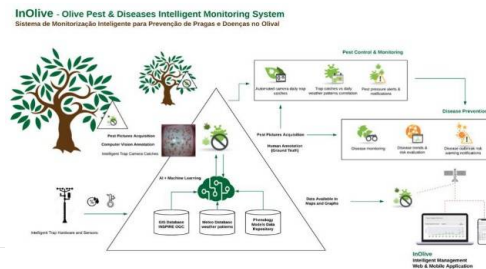 InOlive - Olive Pest & Diseases Intelligent Monitoring System
Sistema de Monitorização Inteligente para Prevenção de Pragas e Doenças no Olival
Pest Control & Monitoring
Automated camera daily trap
catches
Trap catches vs daily
weather patterns correlation
Pest pressure alerts &
notifications
Pest Pictures Acquisition
Computer Vision Annotation
Intelligent Trap Camera Catches
Pest Pictures Acquisition
Human Annotation
(Ground Truth)
Disease Prevention
Disease monitoring
Disease models &
risk evaluation
Disease outbreak risk
warning notifications
AI + Machine Learning
GIS Database
INSPIRE OGC
Meteo Database
weather patterns
Phenology
Models Data
Repository
Data Available in
Maps and Graphs
Intelligent Trap Hardware and Sensors
InOlive
Intelligent Management
Web & Mobile Application